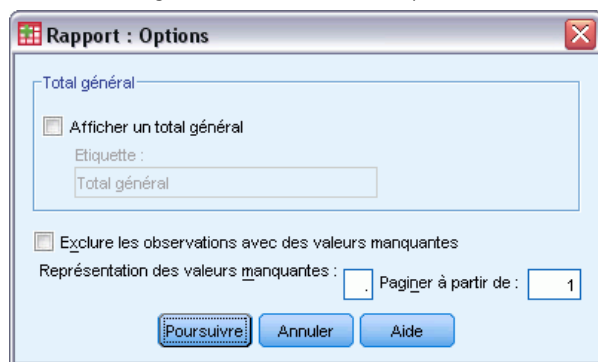 Rapport : Options
Total général
Afficher un total général
Etiquette :
Total général
Exclure les observations avec des valeurs manquantes
Représentation des valeurs manquantes : . Paginer à partir de : 1
Poursuivre Annuler Aide